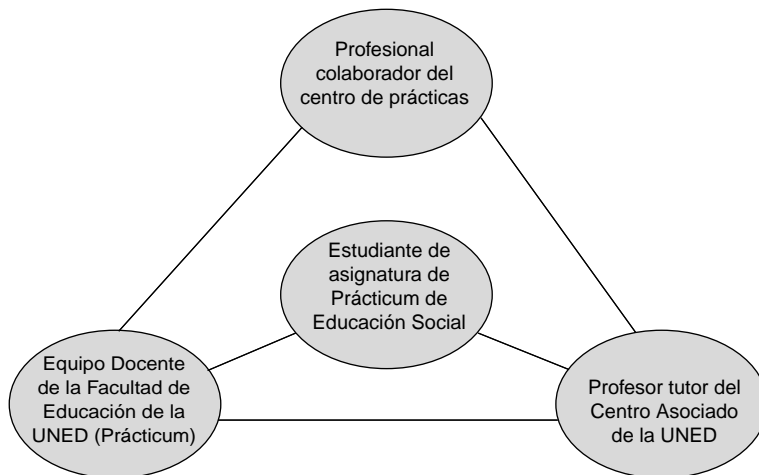 Profesional
colaborador del
centro de prácticas
Estudiante de
asignatura de
Prácticum de
Educación Social
Equipo Docente
de la Facultad de
Educación de la
UNED (Prácticum)
Profesor tutor del
Centro Asociado
de la UNED